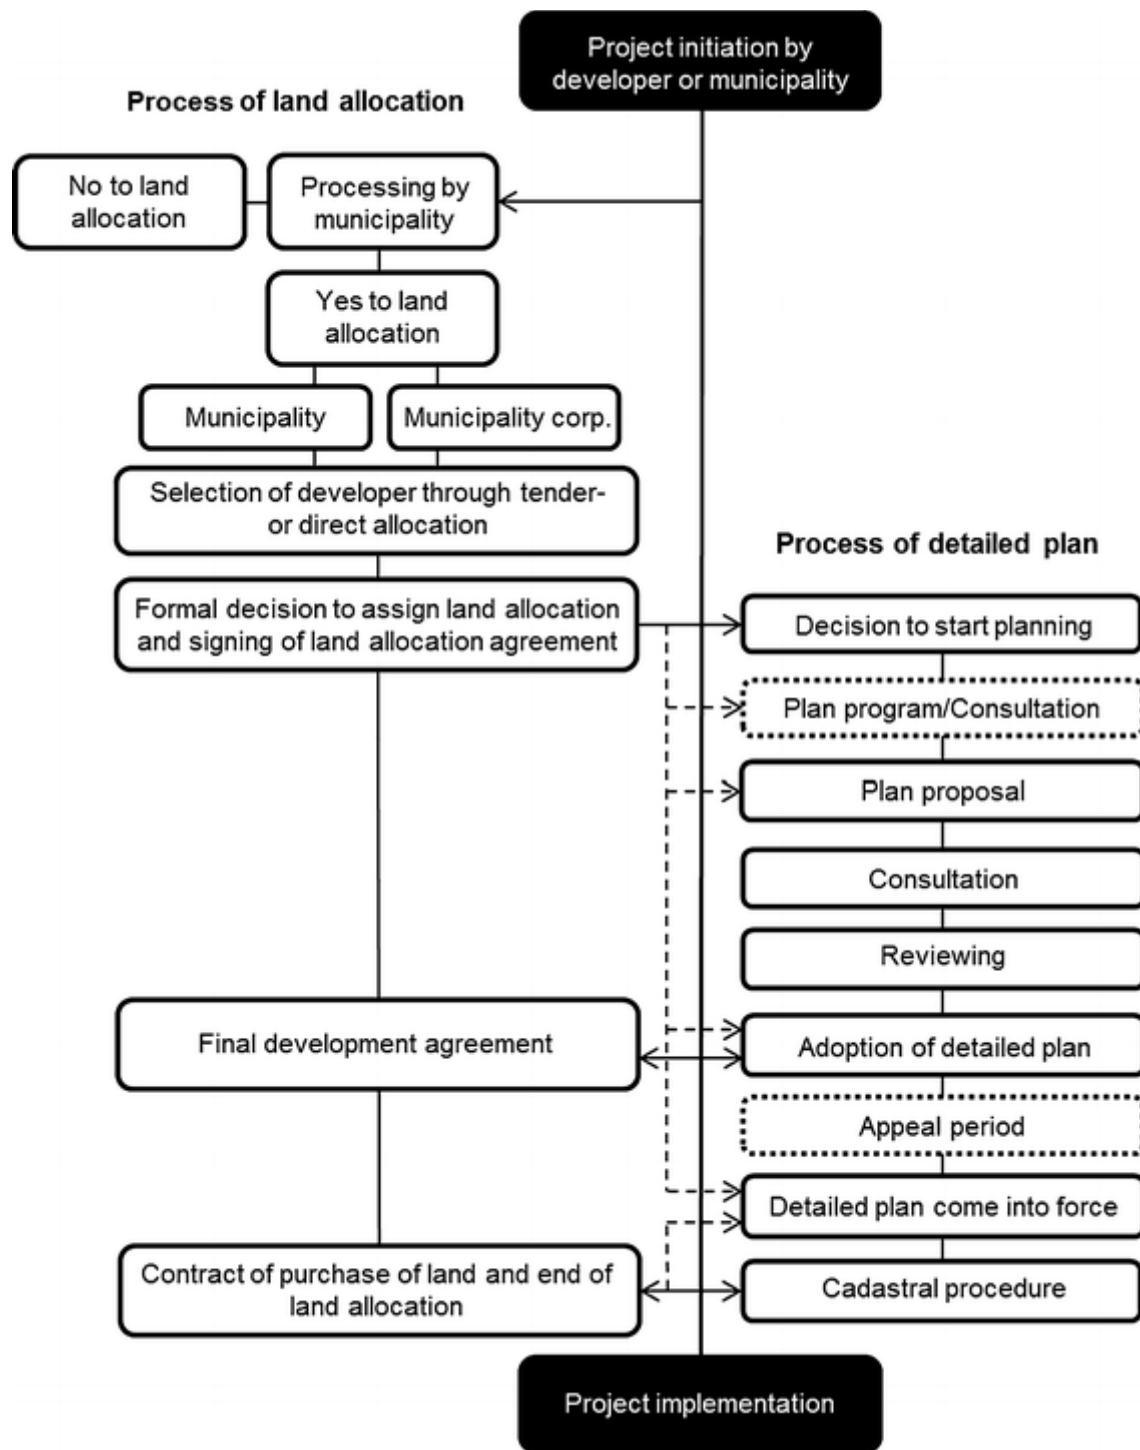 Project initiation by
developer or municipality
Process of land allocation
No to land
allocation
Processing by
municipality
Yes to land
allocation
Municipality
Municipality corp.
Selection of developer through tender-
or direct allocation
Formal decision to assign land allocation
and signing of land allocation agreement
Final development agreement
Contract of purchase of land and end of
land allocation
Process of detailed plan
Decision to start planning
Plan program/Consultation
Plan proposal
Consultation
Reviewing
Adoption of detailed plan
Appeal period
Detailed plan come into force
Cadastral procedure
Project implementation